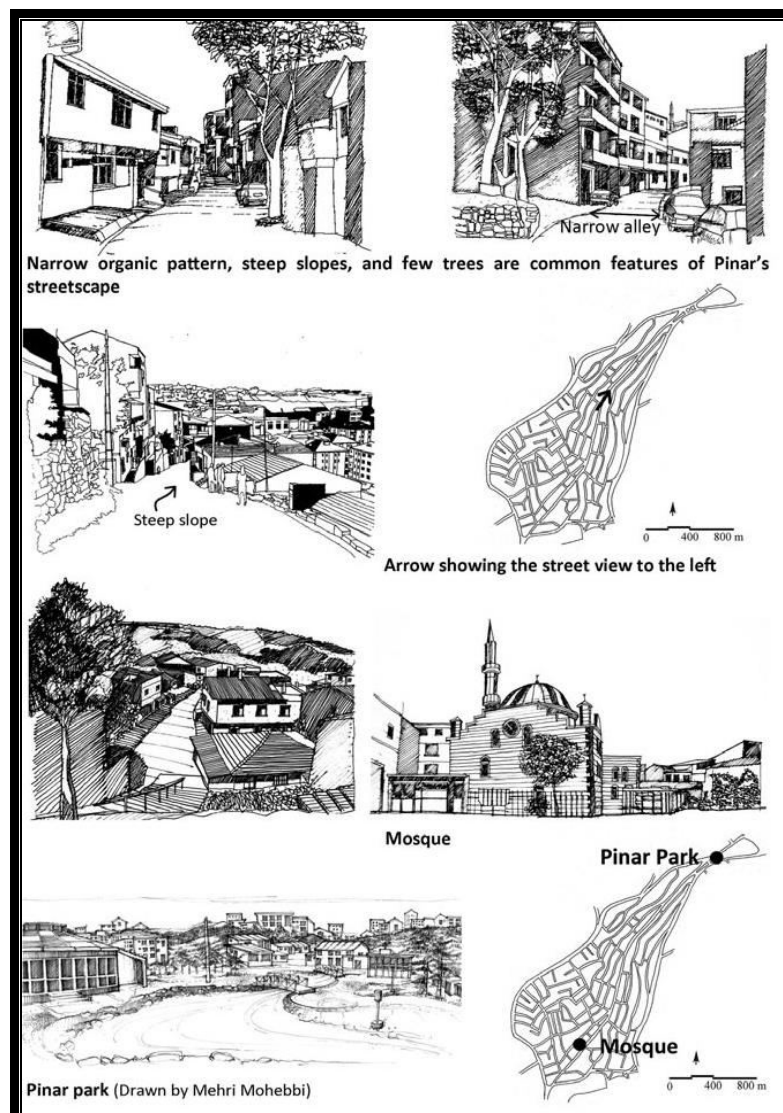 Narrow alley
Narrow organic pattern, steep slopes, and few trees are common features of Pinar's
streetscape
Steep slope
0 400 800 m
Arrow showing the street view to the left
Mosque
Pinar Park
Mosque
0 400 800 m
Pinar park (Drawn by Mehri Mohebbi)